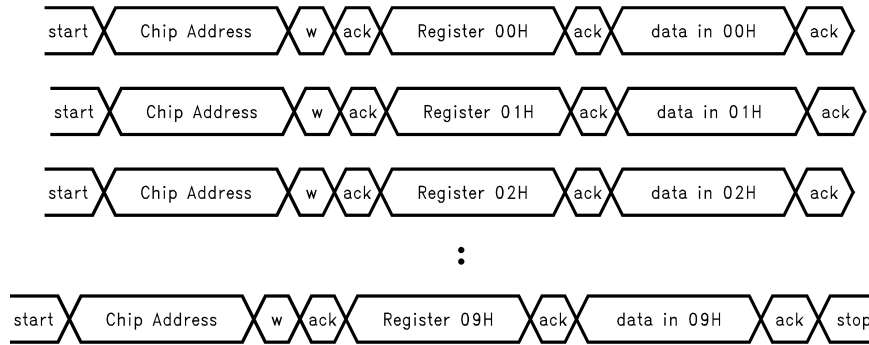 start Chip Address w ack Register 00H ack data in 00H ack
start Chip Address w ack Register 01H ack data in 01H ack
start Chip Address w ack Register 02H ack data in 02H ack
:
start Chip Address w ack Register 09H ack data in 09H ack stop